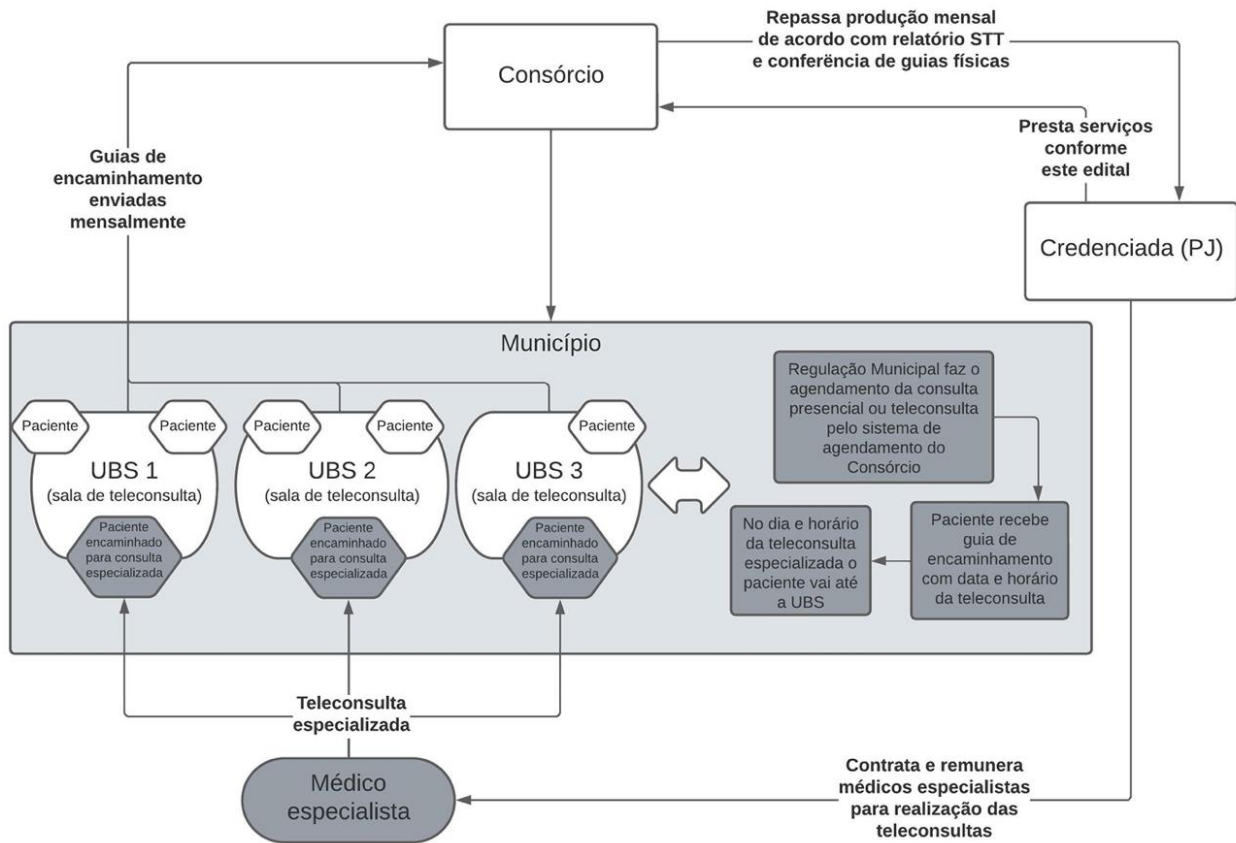 Repassa produção mensal
de acordo com relatório STT
e conferência de guias físicas
Consórcio
Presta serviços
conforme
este edital
Guias de
encaminhamento
enviadas
mensalmente
Credenciada (PJ)
Município
Paciente
Paciente
UBS 1
(sala de teleconsulta)
Paciente
encaminhado
para consulta
especializada
Paciente
Paciente
UBS 2
(sala de teleconsulta)
Paciente
encaminhado
para consulta
especializada
Paciente
UBS 3
(sala de teleconsulta)
Paciente
encaminhado
para consulta
especializada
Regulação Municipal faz o
agendamento da consulta
presencial ou teleconsulta
pelo sistema de
agendamento do
Consórcio
Paciente recebe
guia de
encaminhamento
com data e horário
da teleconsulta
No dia e horário
da teleconsulta
especializada o
paciente vai até
a UBS
Teleconsulta
especializada
Médico
especialista
Contrata e remunera
médicos especialistas
para realização das
teleconsultas